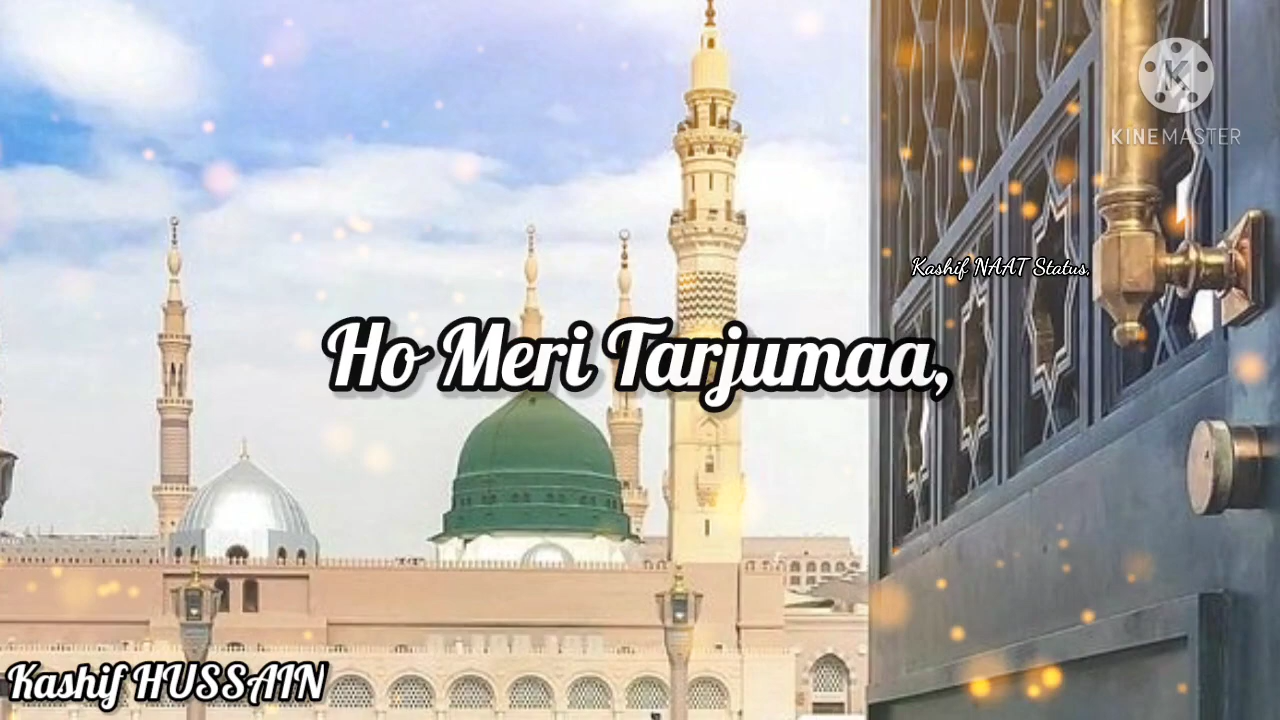 KINEMASTER
Kashif NAAT Status,
Ho Meri Tarjumaa,
Kashif HUSSAIN